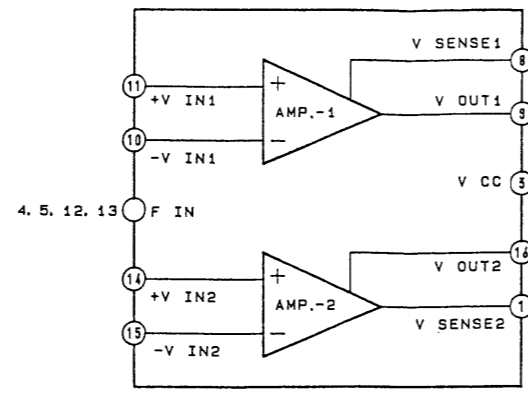 V SENSE1
8
11
+V IN1
+
AMP.-1
V OUT1
9
10
-V IN1
-
V CC
3
4. 5. 12. 13
F IN
14
+V IN2
+
AMP.-2
V OUT2
16
15
-V IN2
-
V SENSE2
1